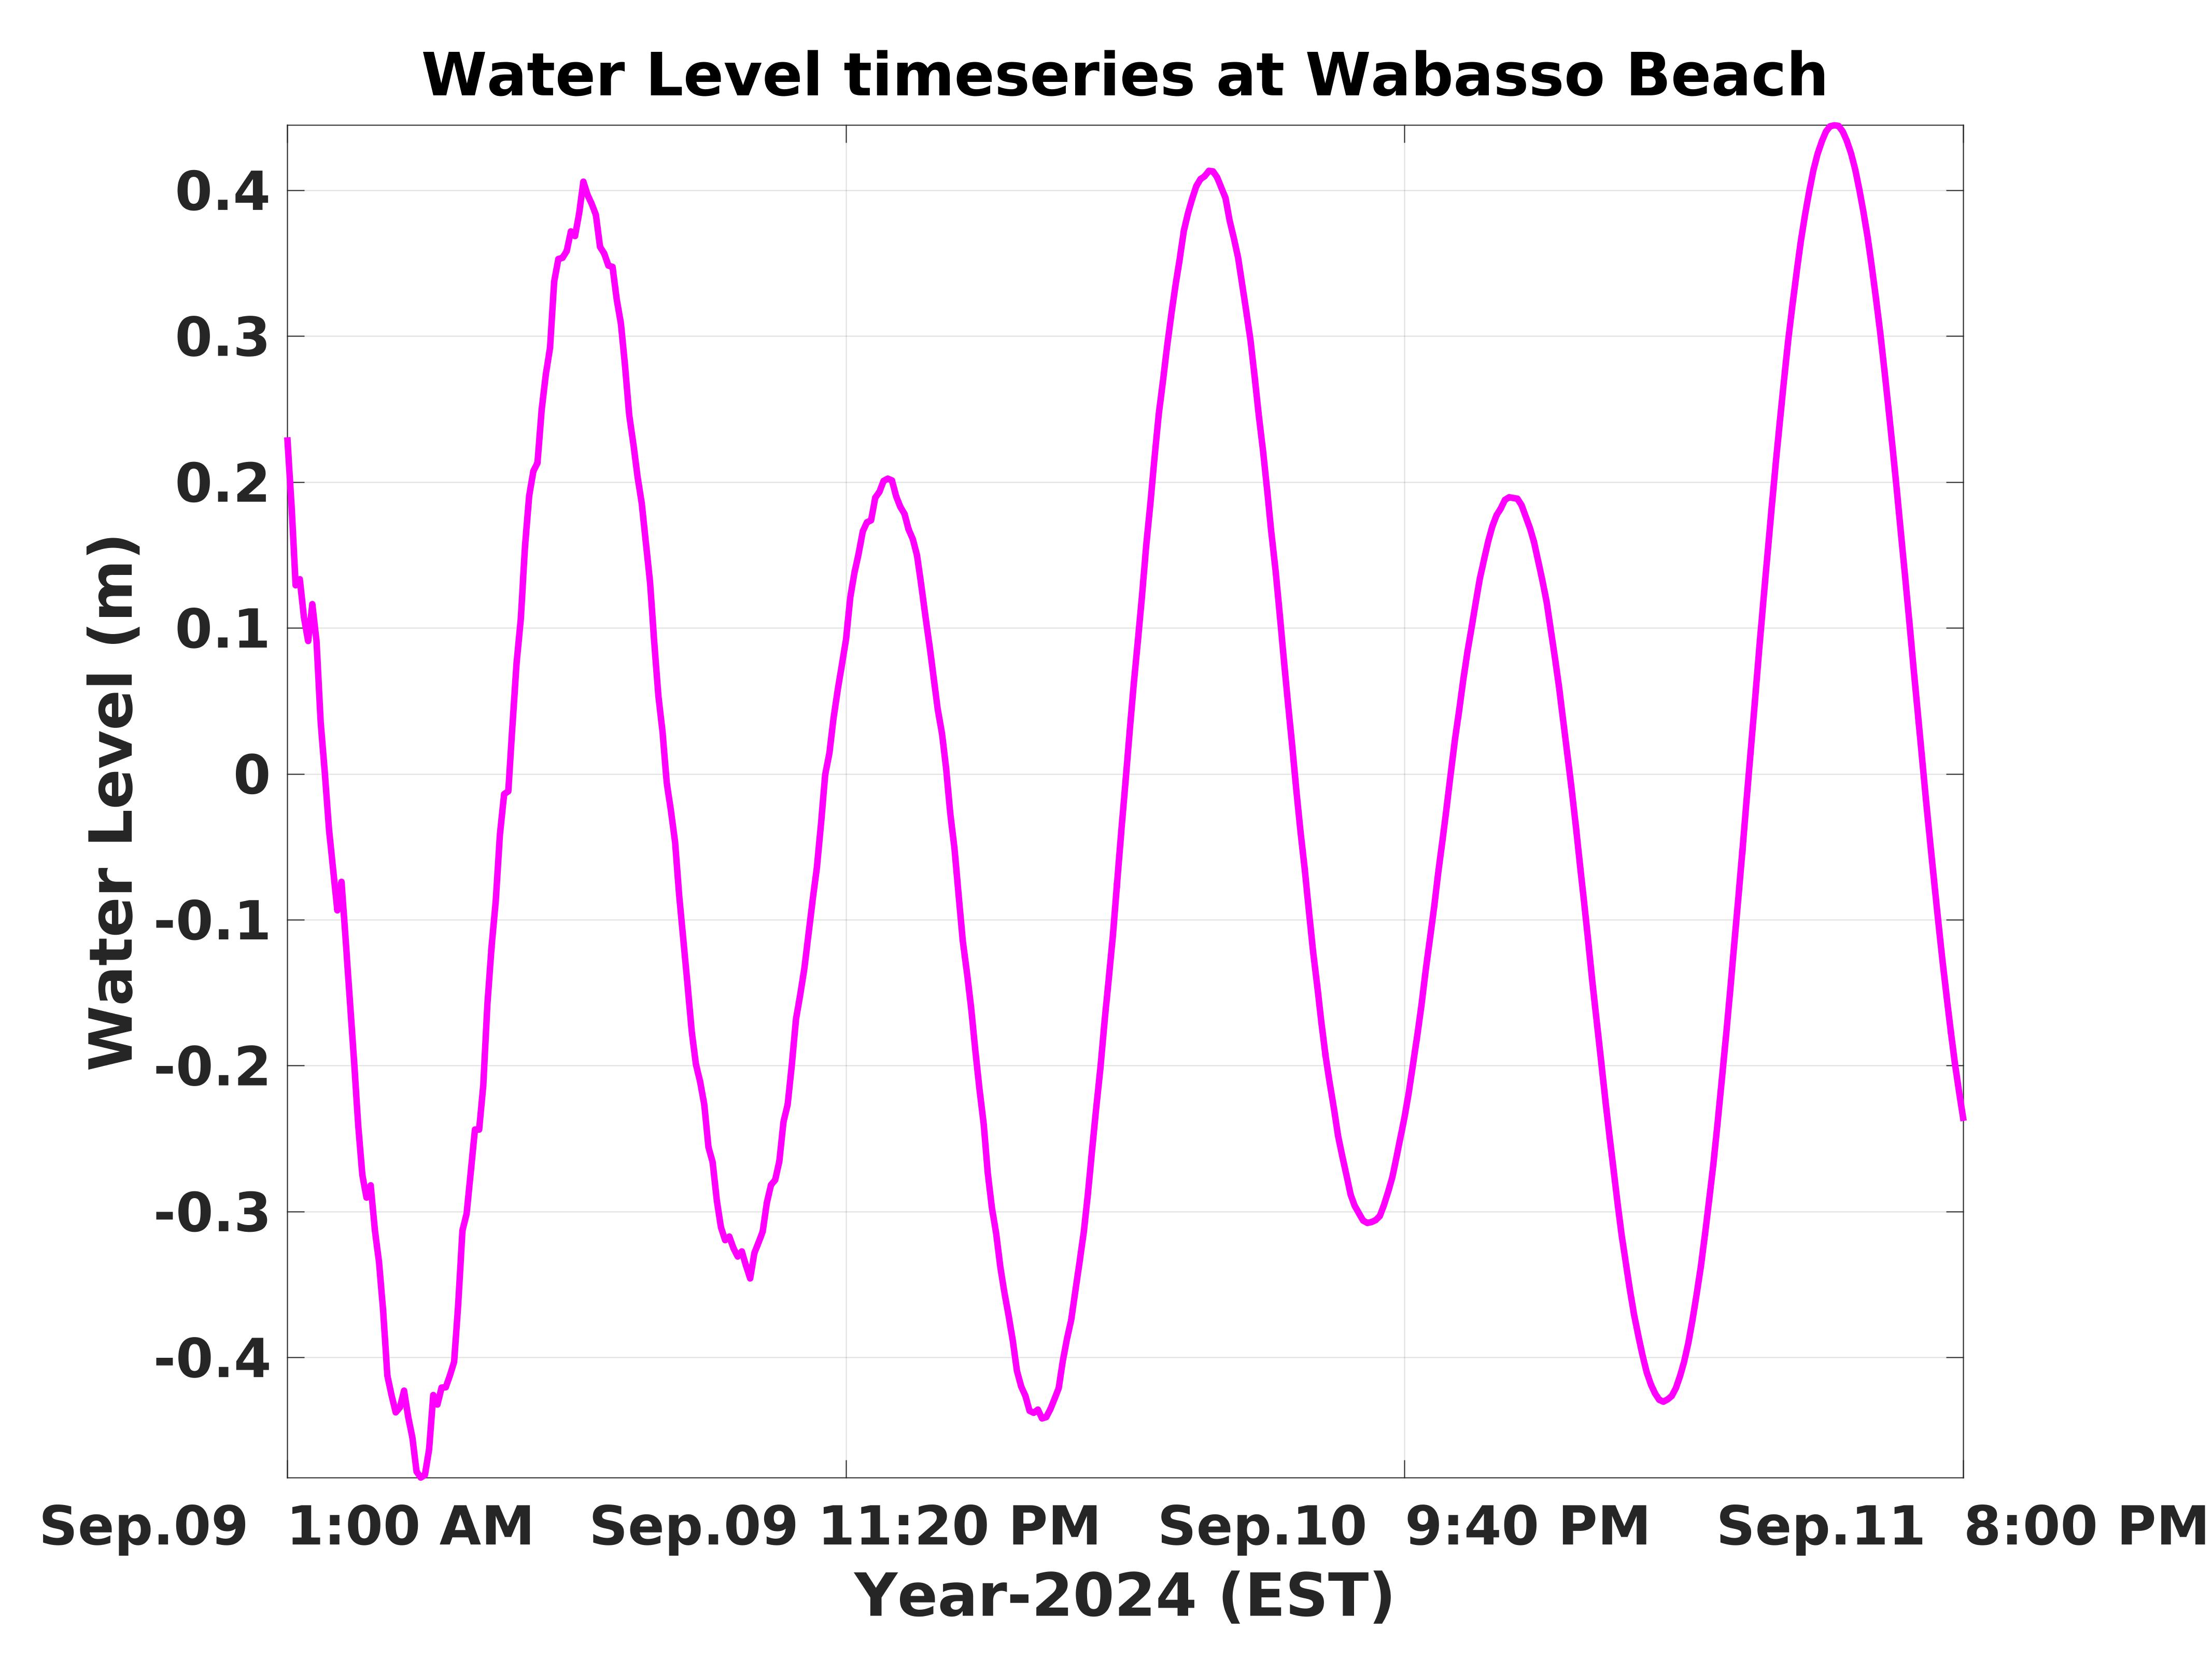 Water Level timeseries at Wabasso Beach
Water Level (m)
0.4
0.3
0.2
0.1
0
-0.1
-0.2
-0.3
-0.4
Sep.09 1:00 AM Sep.09 11:20 PM Sep.10 9:40 PM Sep.11 8:00 PM
Year-2024 (EST)